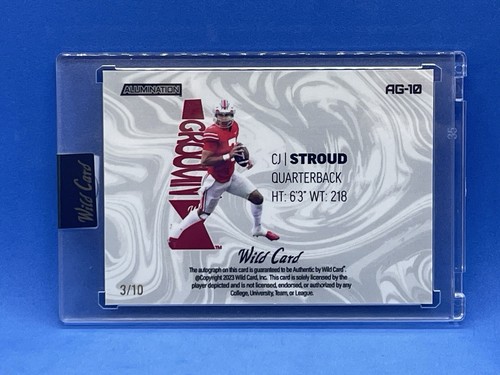 ALUMINATION
AG-10
GROOVIN'
CJ | STROUD
QUARTERBACK
HT: 6'3" WT: 218
Wild Card
Wild Card
The autograph on this card is guaranteed to be Authentic by Wild Card®.
©Copyright 2023 Wild Card, Inc. This card is solely licensed by the
player depicted and is not licensed, endorsed, or authorized by any
College, University, Team, or League.
3/10